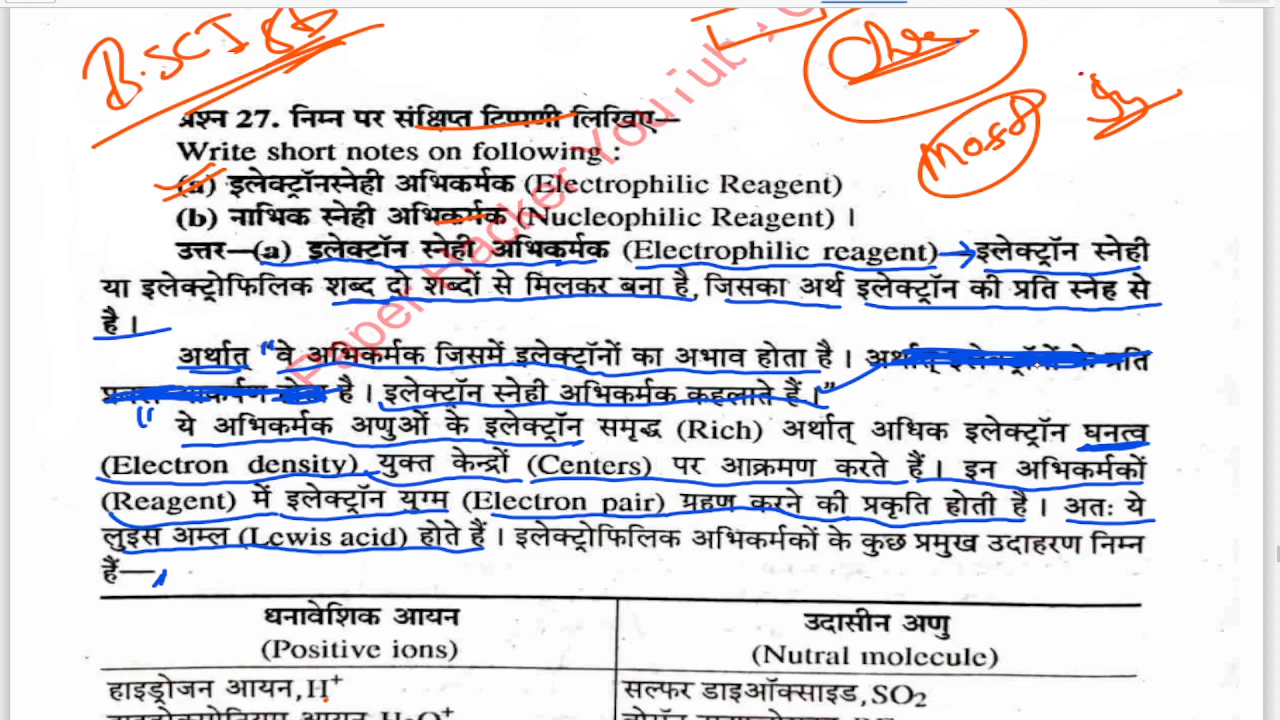 B.SC I
Most
प्रश्न 27. निम्न पर संक्षिप्त टिप्पणी लिखिए—
Write short notes on following :
(a) इलेक्ट्रॉनस्नेही अभिकर्मक (Electrophilic Reagent)
(b) नाभिक स्नेही अभिकर्मक (Nucleophilic Reagent) ।
उत्तर—(a) इलेक्ट्रॉन स्नेही अभिकर्मक (Electrophilic reagent)→इलेक्ट्रॉन स्नेही
या इलेक्ट्रोफिलिक शब्द दो शब्दों से मिलकर बना है, जिसका अर्थ इलेक्ट्रॉन की प्रति स्नेह से
है ।
अर्थात् “वे अभिकर्मक जिसमें इलेक्ट्रॉनों का अभाव होता है । अर्थात् इलेक्ट्रॉनों के प्रति
है । इलेक्ट्रॉन स्नेही अभिकर्मक कहलाते हैं ।”
“ ये अभिकर्मक अणुओं के इलेक्ट्रॉन समृद्ध (Rich) अर्थात् अधिक इलेक्ट्रॉन घनत्व
(Electron density) युक्त केन्द्रों (Centers) पर आक्रमण करते हैं । इन अभिकर्मकों
(Reagent) में इलेक्ट्रॉन युग्म (Electron pair) ग्रहण करने की प्रकृति होती है । अतः ये
लुइस अम्ल (Lewis acid) होते हैं । इलेक्ट्रोफिलिक अभिकर्मकों के कुछ प्रमुख उदाहरण निम्न
हैं—
धनावेशिक आयन
(Positive ions)
उदासीन अणु
(Nutral molecule)
हाइड्रोजन आयन, H⁺
सल्फर डाइऑक्साइड, SO₂
Paper Hacker YouTube